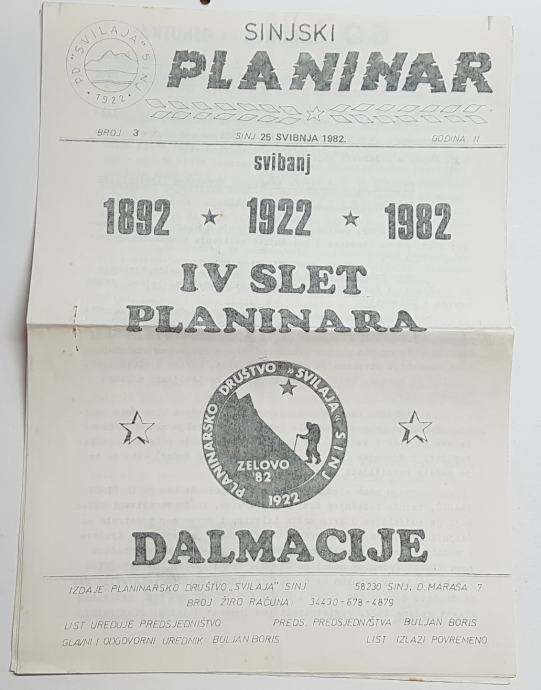 SINJSKI
PLANINAR
PD. "SVILAJA" SINJ
• 1922 •
BROJ 3 SINJ 25 SVIBNJA 1982. GODINA II
svibanj
1892 ★ 1922 ★ 1982
IV SLET
PLANINARA
PLANINARSKO DRUŠTVO »SVILAJA« SINJ
ZELOVO
'82
1922
DALMACIJE
IZDAJE PLANINARSKO DRUŠTVO „SVILAJA" SINJ 58230 SINJ, D. MARAŠA 7
BROJ ŽIRO RAČUNA 34430-678-4879
LIST UREĐUJE PREDSJEDNIŠTVO PREDS. PREDSJEDNIŠTVA BULJAN BORIS
GLAVNI I ODGOVORNI UREDNIK BULJAN BORIS LIST IZLAZI POVREMENO